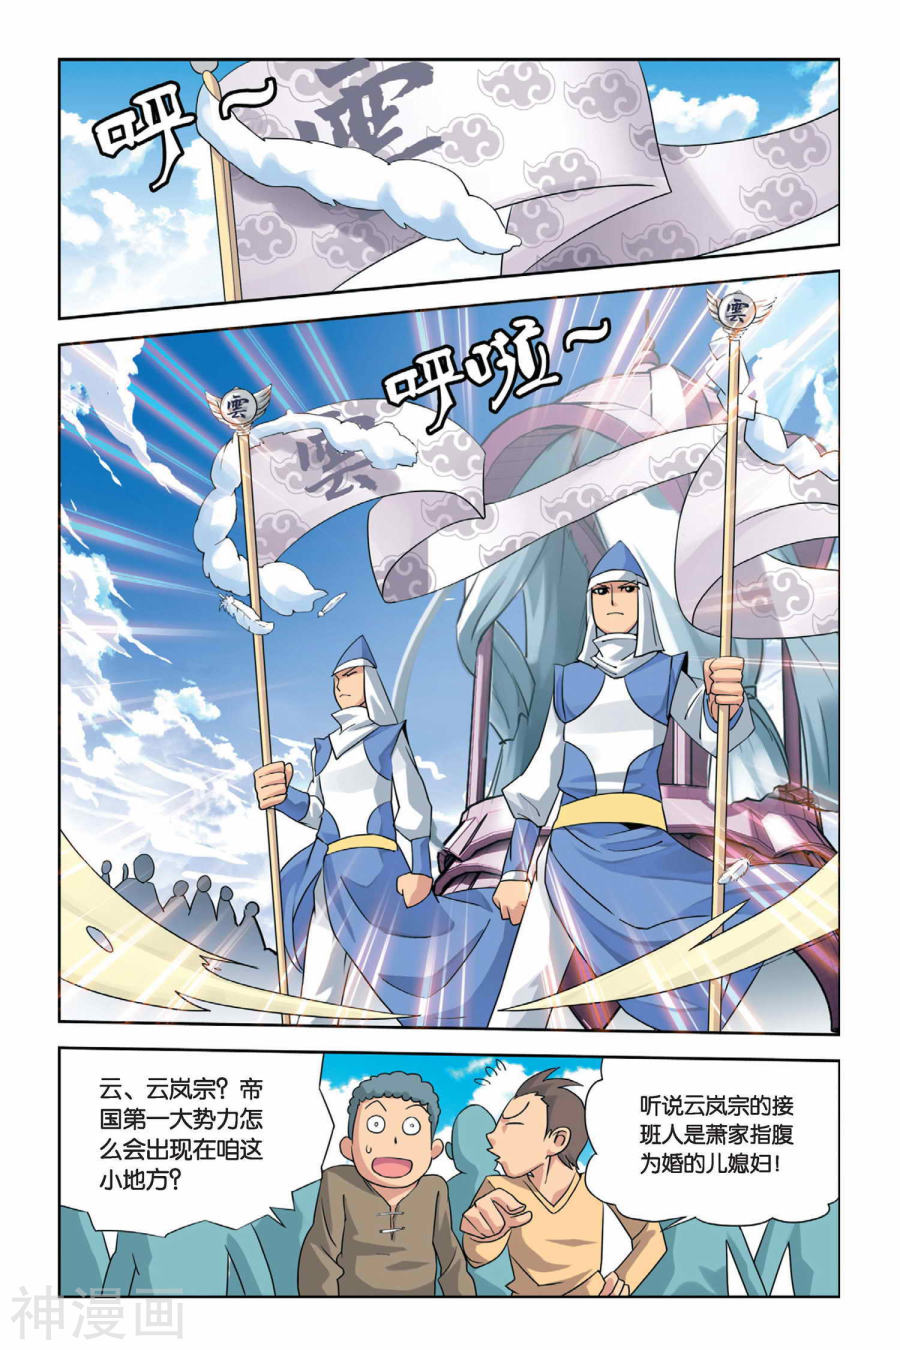 呼~
雲
呼啦~
雲
雲
雲
云、云岚宗？帝
国第一大势力怎
么会出现在咱这
小地方？
听说云岚宗的接
班人是萧家指腹
为婚的儿媳妇！
神漫画